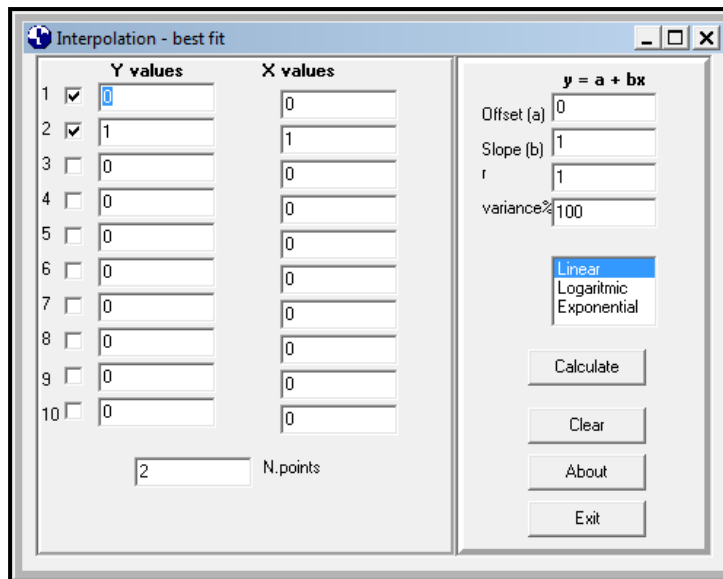 Interpolation - best fit
Y values X values
1 0 0
2 1 1
3 0 0
4 0 0
5 0 0
6 0 0
7 0 0
8 0 0
9 0 0
10 0 0
2 N.points
y = a + bx
Offset (a) 0
Slope (b) 1
r 1
variance% 100
Linear
Logaritmic
Exponential
Calculate
Clear
About
Exit